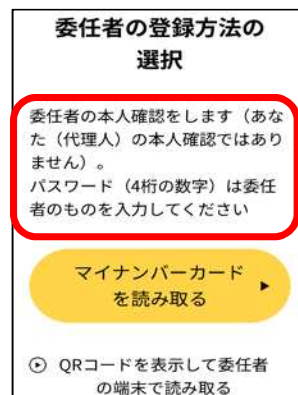 委任者の登録方法の
選択
委任者の本人確認をします（あな
た（代理人）の本人確認ではあり
ません）。
パスワード（4桁の数字）は委任
者のものを入力してください
マイナンバーカード
を読み取る
QRコードを表示して委任者
の端末で読み取る